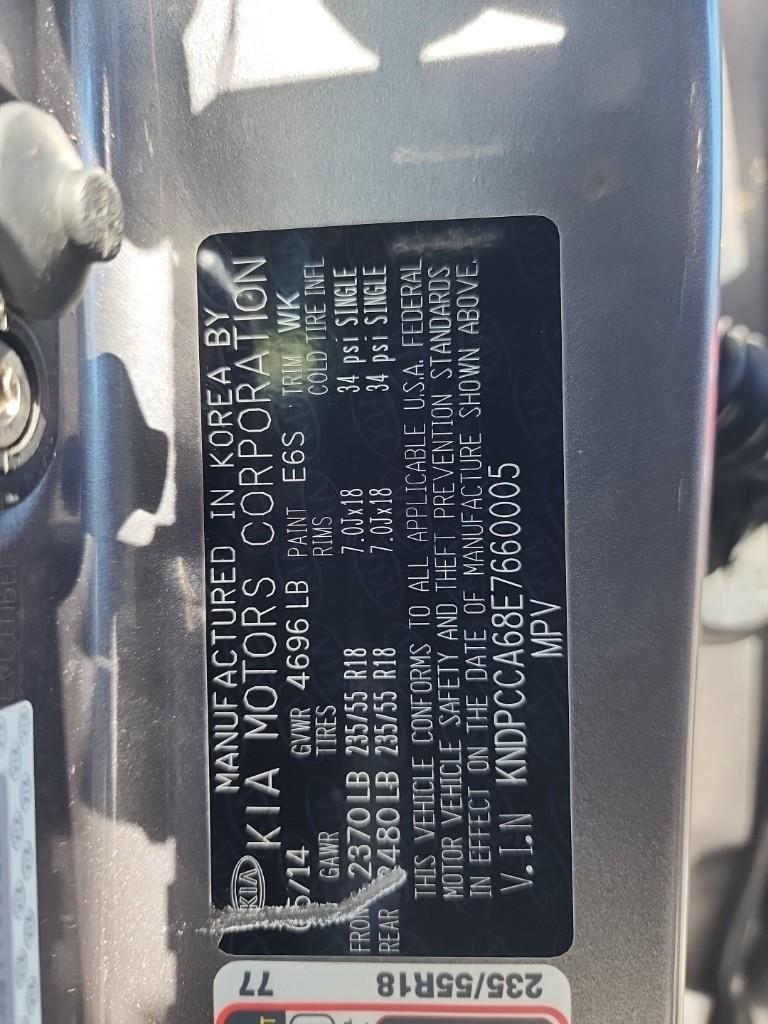 MANUFACTURED IN KOREA BY
KIA KIA MOTORS CORPORATION
/14 GVWR 4696 LB PAINT E6S TRIM WK
GAWR TIRES RIMS COLD TIRE INFL
FRONT 2370 LB 235/55 R18 7.0Jx18 34 psi SINGLE
REAR 2480 LB 235/55 R18 7.0Jx18 34 psi SINGLE
THIS VEHICLE CONFORMS TO ALL APPLICABLE U.S.A. FEDERAL
MOTOR VEHICLE SAFETY AND THEFT PREVENTION STANDARDS
IN EFFECT ON THE DATE OF MANUFACTURE SHOWN ABOVE.
V.I.N KNDPCCA68E7660005
MPV
235/55R18 77